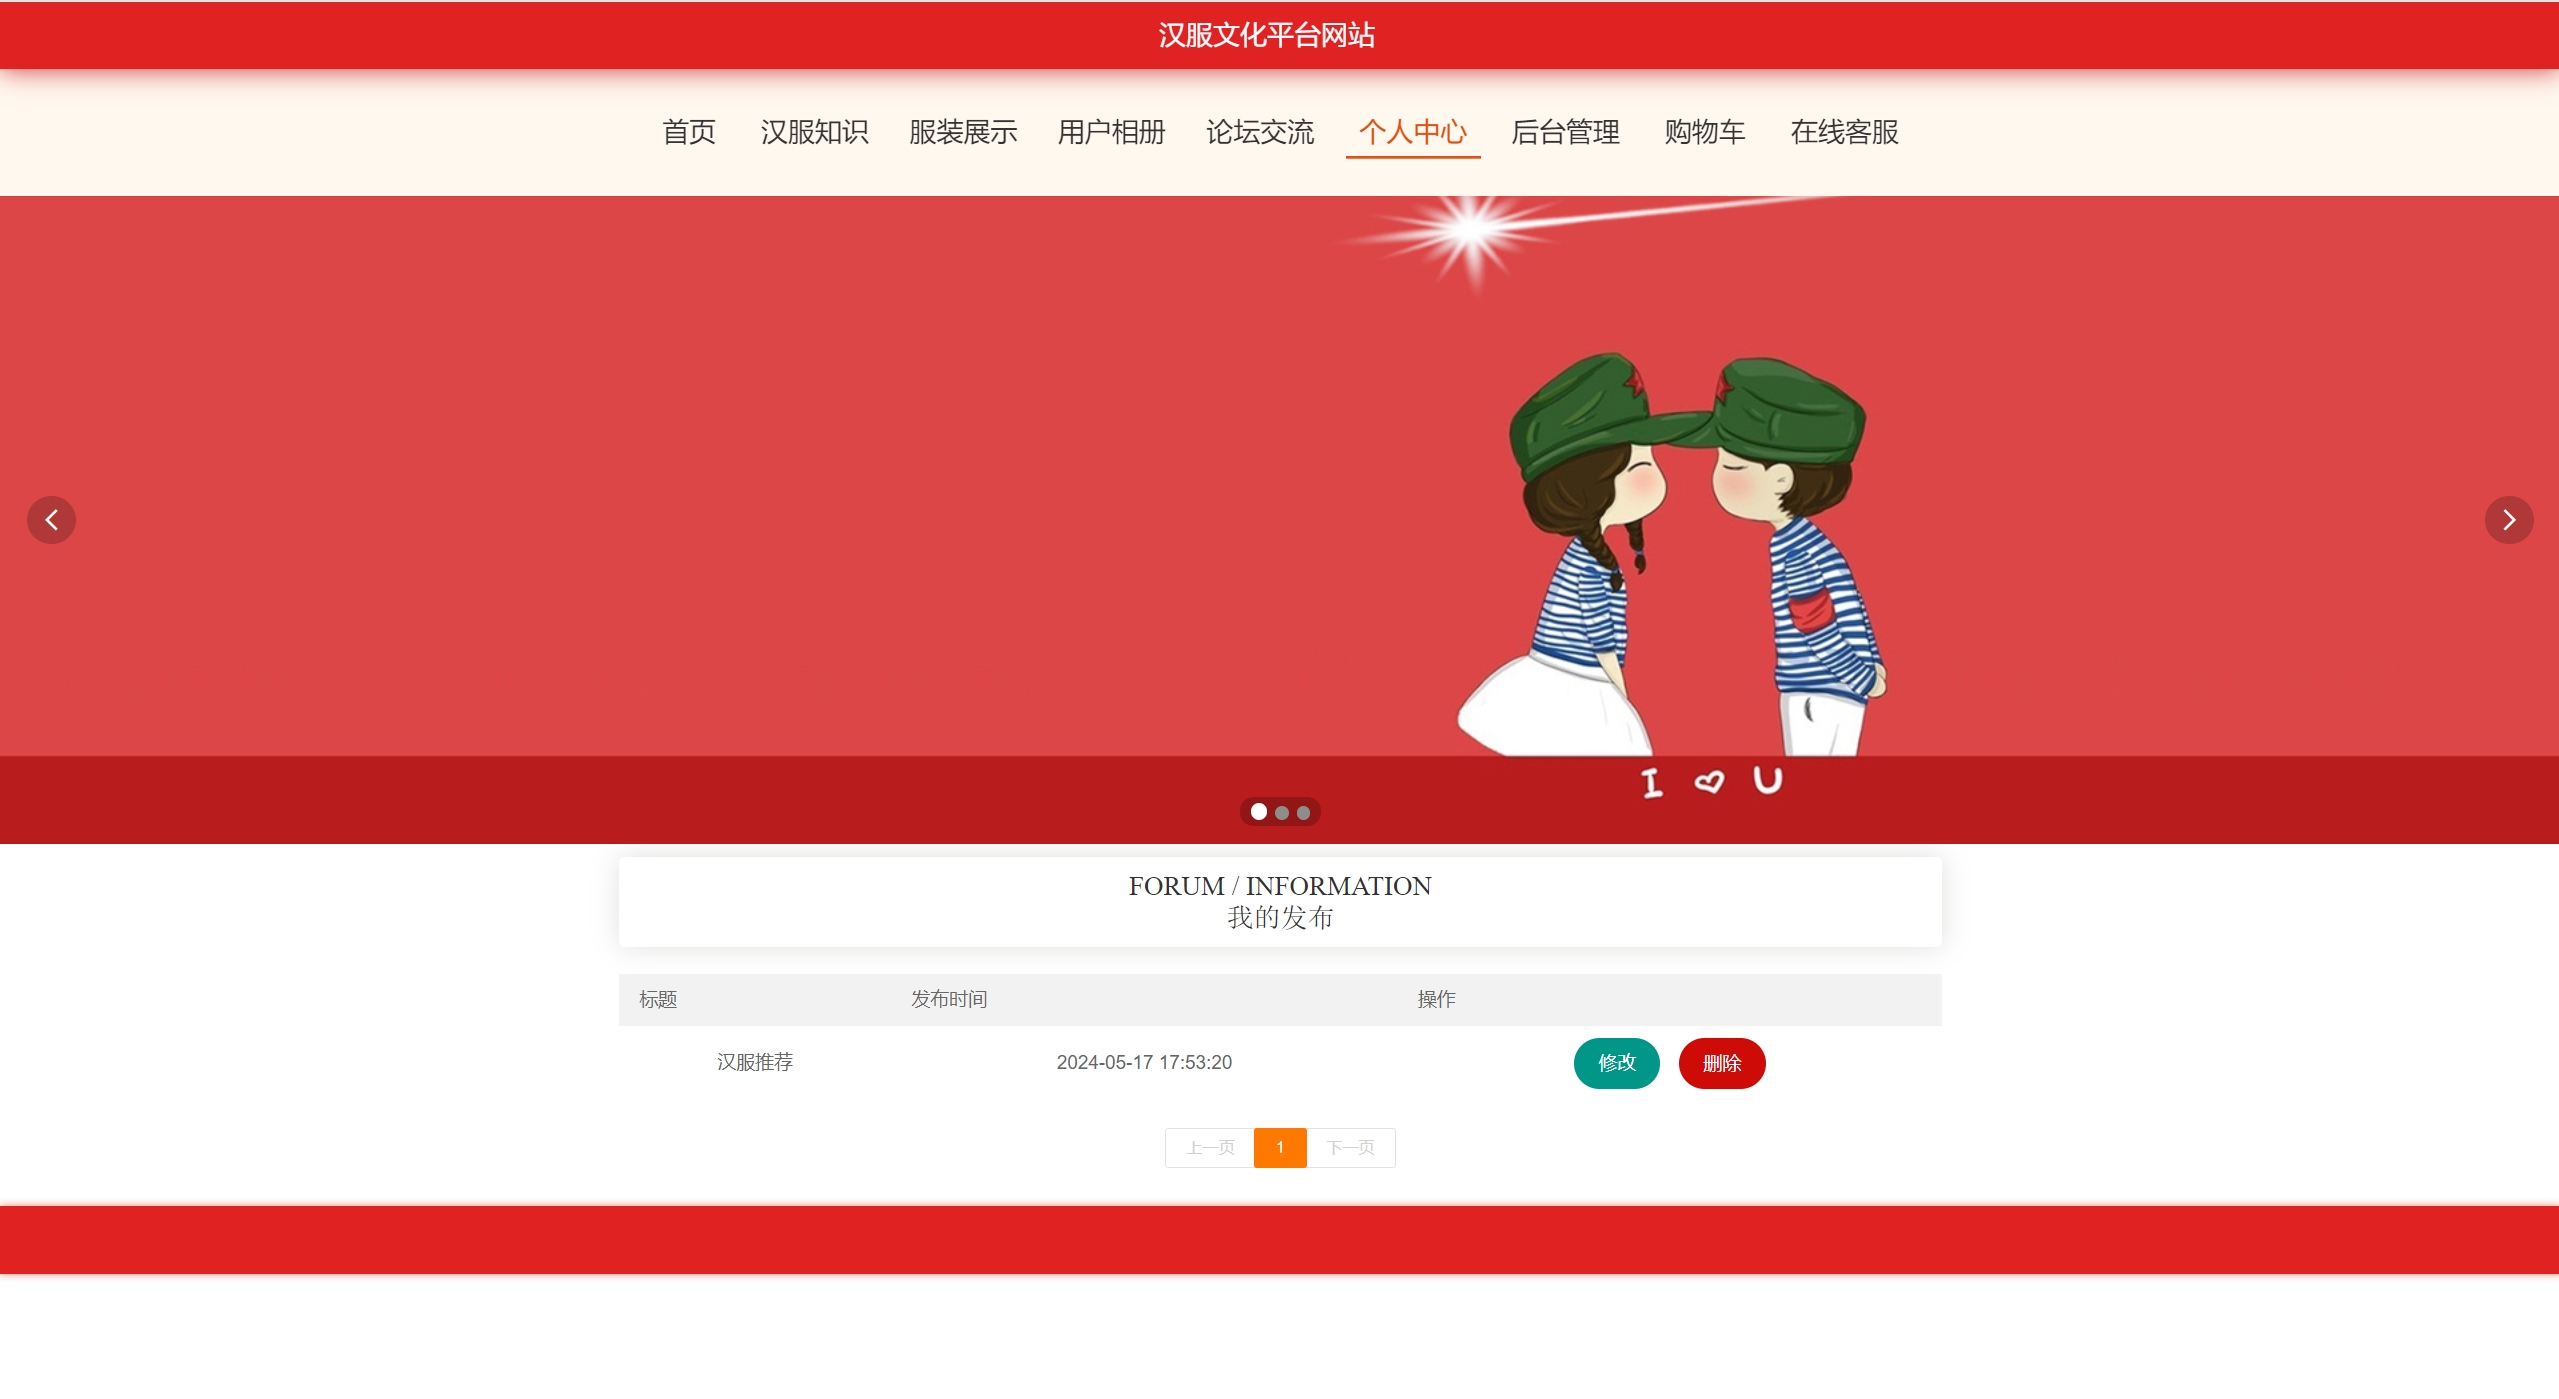 汉服文化平台网站
首页 汉服知识 服装展示 用户相册 论坛交流 个人中心 后台管理 购物车 在线客服
I ♡ U
FORUM / INFORMATION
我的发布
标题 发布时间 操作
汉服推荐 2024-05-17 17:53:20 修改 删除
上一页 1 下一页